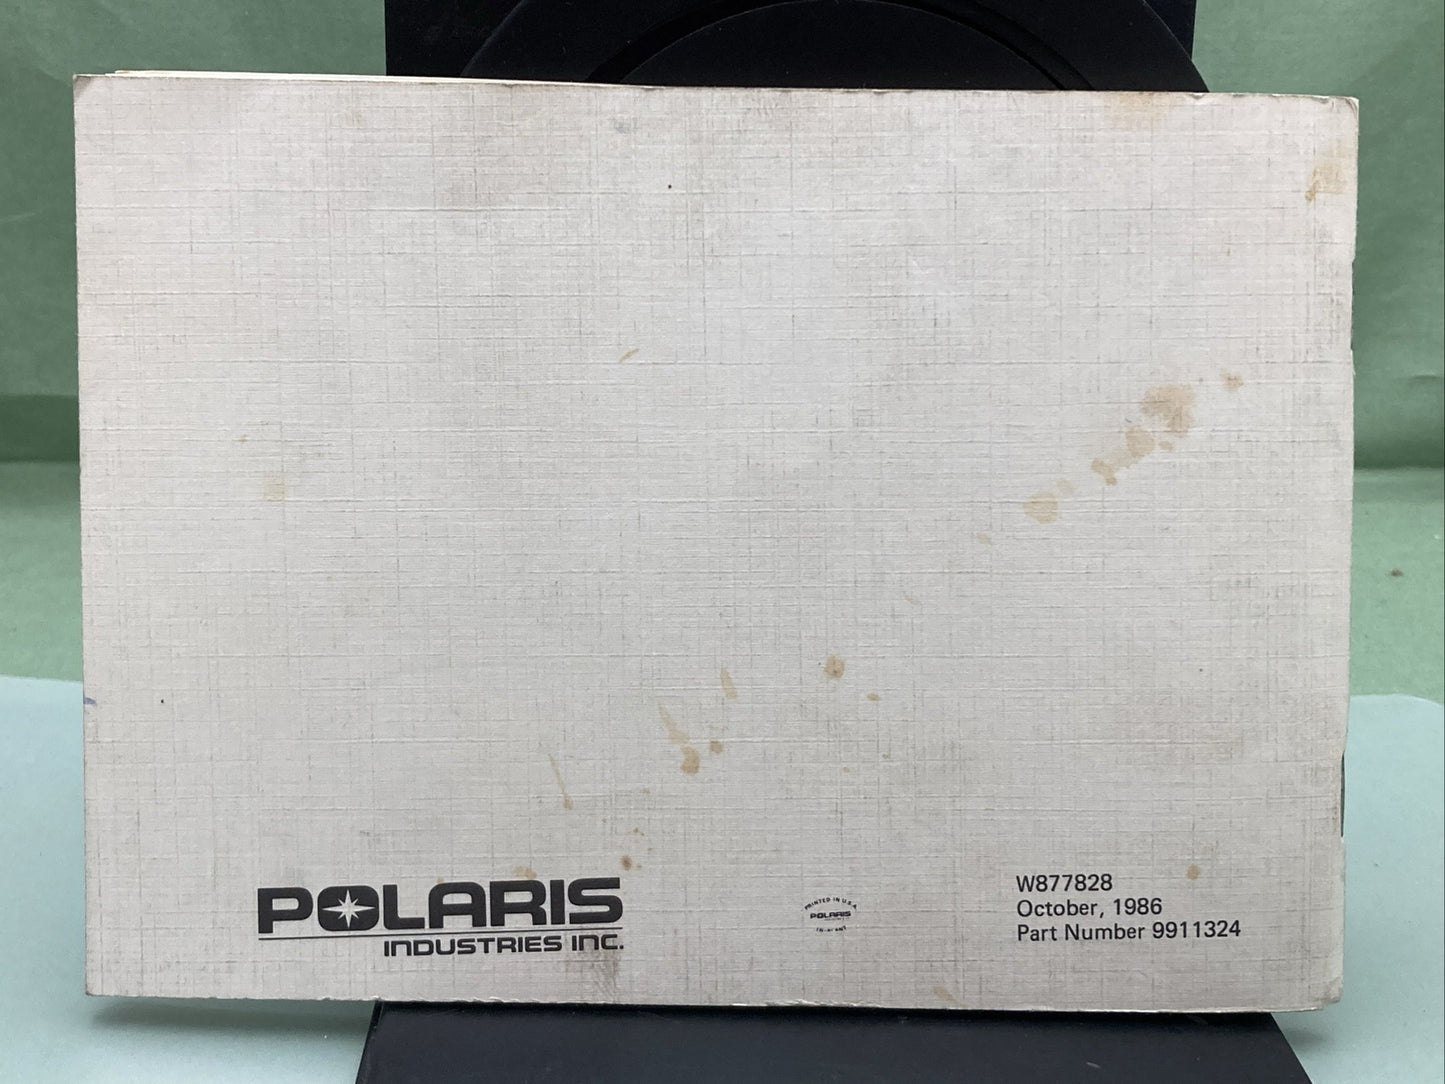 POLARIS
INDUSTRIES INC.
PRINTED IN U.S.A.
POLARIS
W877828
October, 1986
Part Number 9911324